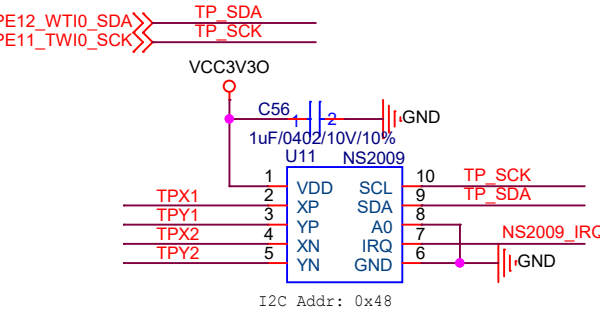 PE12_WTI0_SDA TP_SDA
PE11_TWI0_SCK TP_SCK
VCC3V3O
C56 1 2 GND
1uF/0402/10V/10%
U11 NS2009
1 VDD SCL 10 TP_SCK
TPX1 2 XP SDA 9 TP_SDA
TPY1 3 YP A0 8
TPX2 4 XN IRQ 7 NS2009_IRQ
TPY2 5 YN GND 6 GND
I2C Addr: 0x48